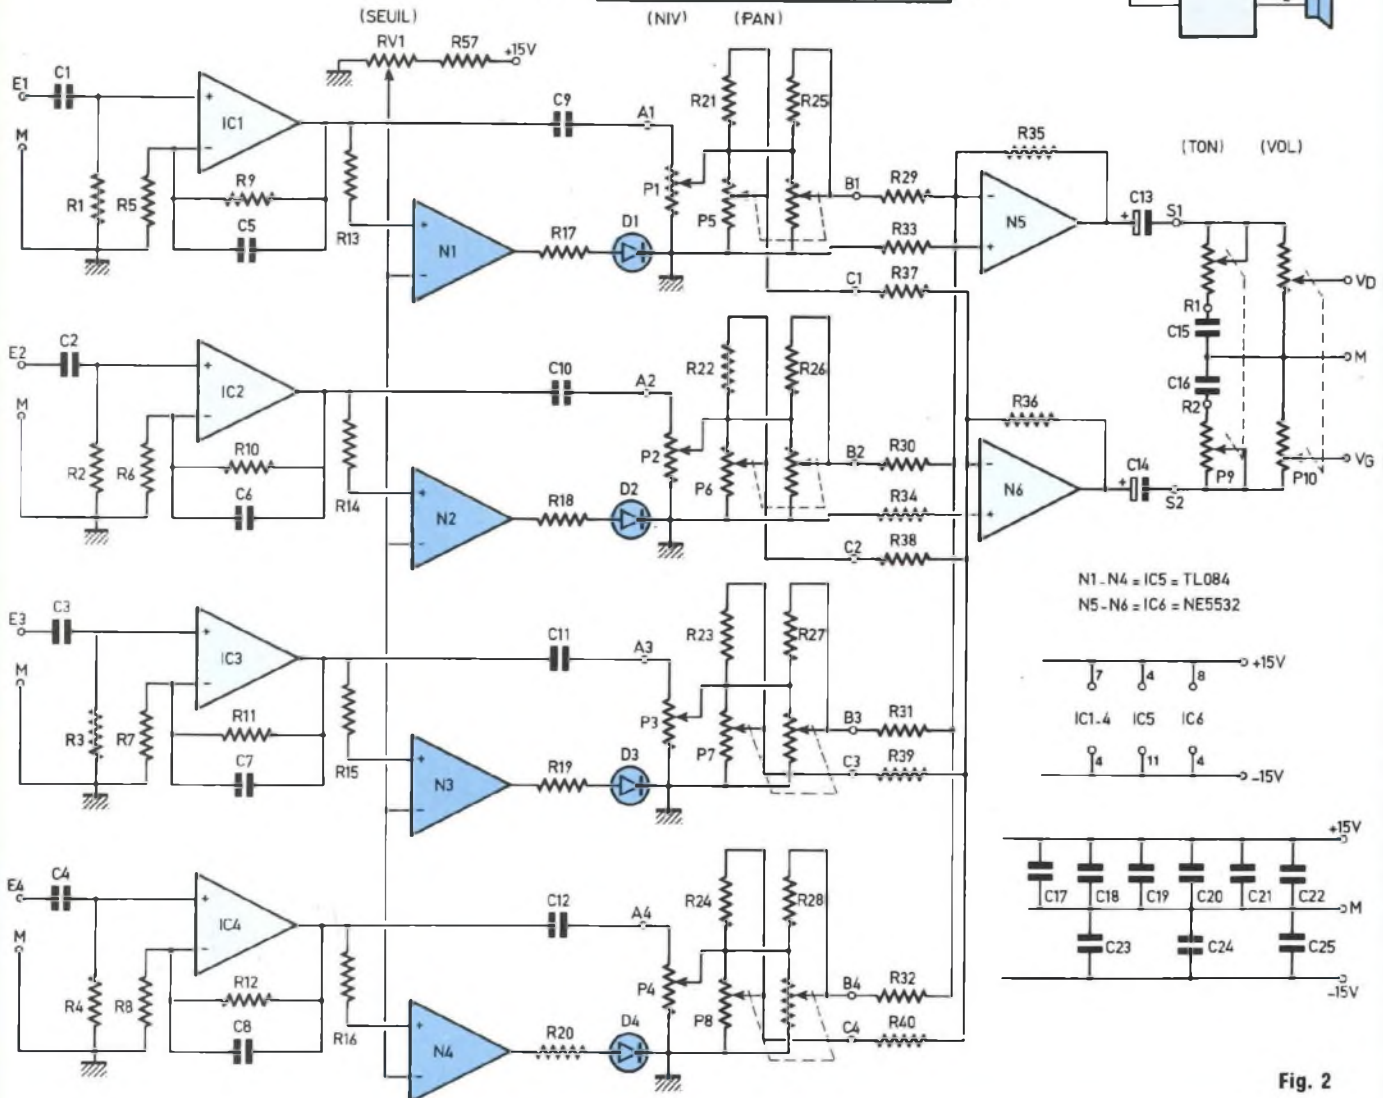 (SEUIL)
(NIV)
(PAN)
RV1
R57
+15V
E1
C1
+
IC1
−
C9
A1
R21
R25
M
R1
R5
R9
C5
R13
+
N1
−
R17
D1
P1
P5
B1
R29
R33
C1
R37
R35
−
N5
+
+
C13
S1
(TON)
(VOL)
VD
R1
C15
M
E2
C2
+
IC2
−
C10
A2
R22
R26
M
R2
R6
R10
C6
R14
+
N2
−
R18
D2
P2
P6
B2
R30
R34
C2
R38
R36
−
N6
+
+
C14
S2
C16
R2
P9
P10
VG
N1-N4 = IC5 = TL084
N5-N6 = IC6 = NE5532
E3
C3
+
IC3
−
C11
A3
R23
R27
M
R3
R7
R11
C7
R15
+
N3
−
R19
D3
P3
P7
B3
R31
C3
R39
+15V
7
4
8
IC1-4
IC5
IC6
4
11
4
−15V
E4
C4
+
IC4
−
C12
A4
R24
R28
M
R4
R8
R12
C8
R16
+
N4
−
R20
D4
P4
P8
B4
R32
C4
R40
+15V
C17
C18
C19
C20
C21
C22
M
C23
C24
C25
−15V
Fig. 2